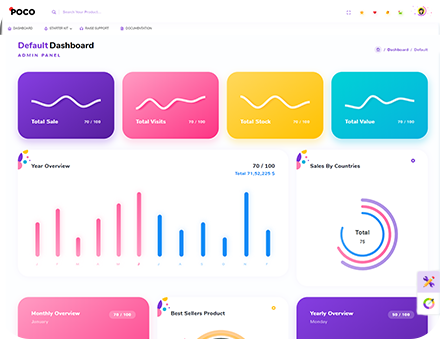 POCO
Search Your Product...
DASHBOARD
STARTER KIT
RAISE SUPPORT
DOCUMENTATION
Default Dashboard
ADMIN PANEL
/ Dashboard / Default
Total Sale 70 / 100
Total Visits 70 / 100
Total Stock 70 / 100
Total Value 70 / 100
Year Overview
70 / 100
Total 71,52,225 $
Sales By Countries
Total
75
Monthly Overview
January
70 / 100
Best Sellers Product
Yearly Overview
Monday
50 / 100